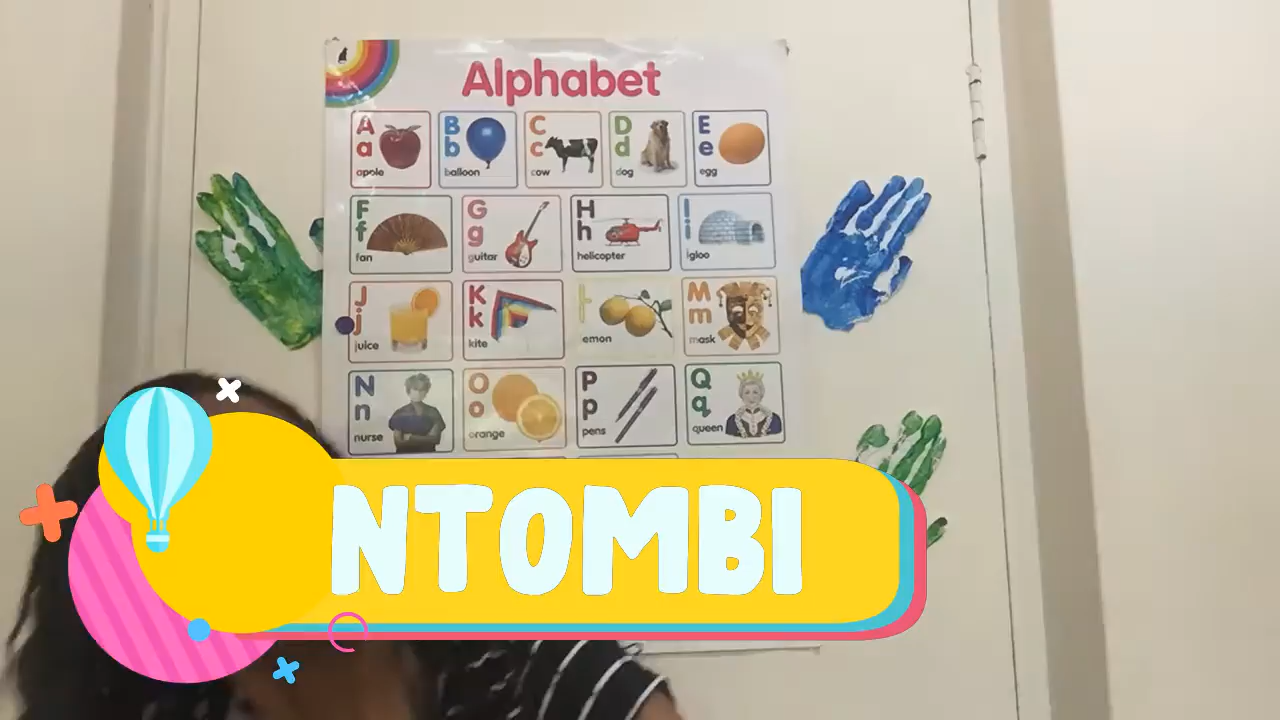 Alphabet
A B C D E
a b c d e
apple balloon cow dog egg
F G H I
f g h i
fan guitar helicopter igloo
J K L M
j k l m
juice kite lemon mask
N O P Q
n o p q
nurse orange pens queen
NTOMBI